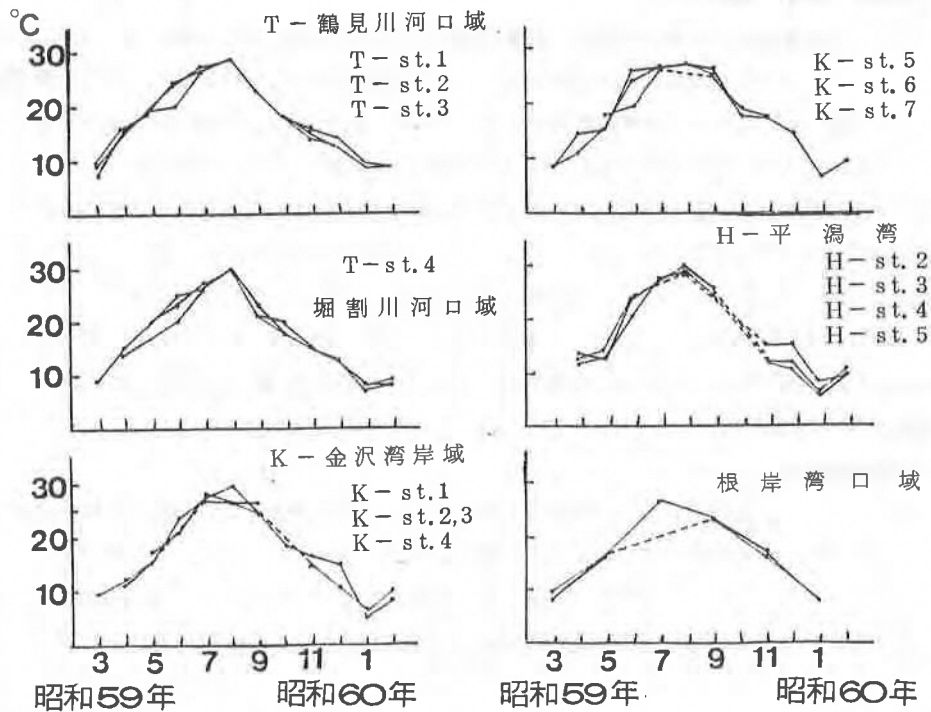 ℃
T－鶴見川河口域
T－st.1
T－st.2
T－st.3
30
20
10
K－st.5
K－st.6
K－st.7
T－st.4
堀割川河口域
30
20
10
H－平潟湾
H－st.2
H－st.3
H－st.4
H－st.5
K－金沢湾岸域
K－st.1
K－st.2,3
K－st.4
30
20
10
3 5 7 9 11 1
昭和59年 昭和60年
根岸湾口域
3 5 7 9 11 1
昭和59年 昭和60年